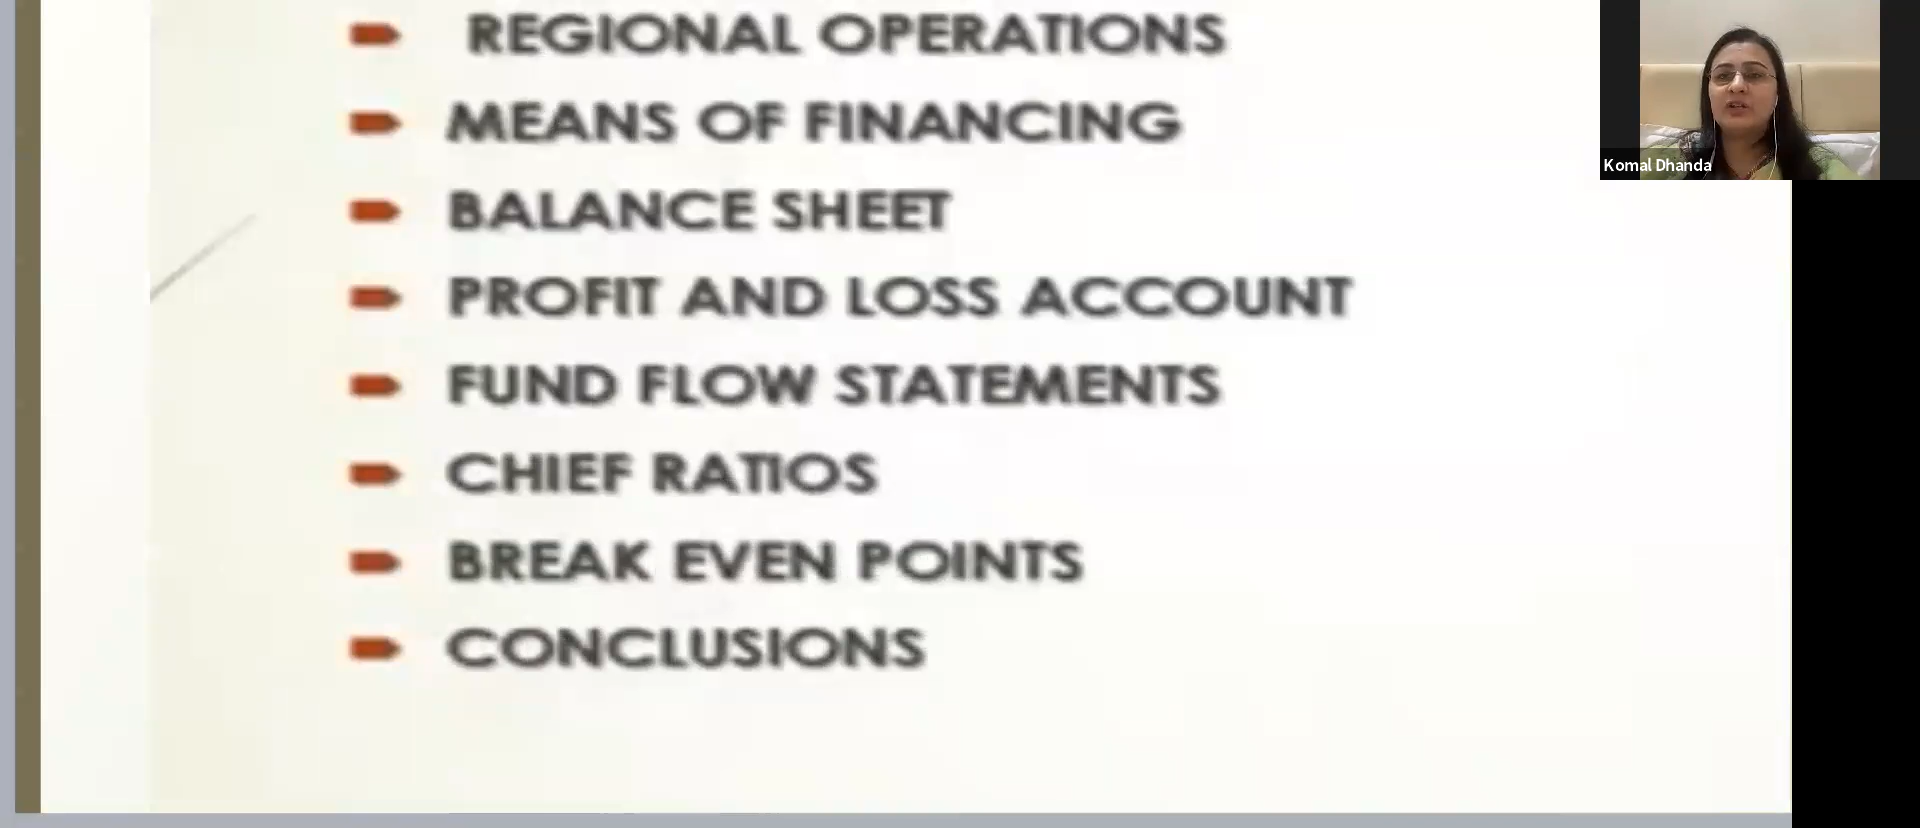 REGIONAL OPERATIONS
MEANS OF FINANCING
BALANCE SHEET
PROFIT AND LOSS ACCOUNT
FUND FLOW STATEMENTS
CHIEF RATIOS
BREAK EVEN POINTS
CONCLUSIONS
Komal Dhanda